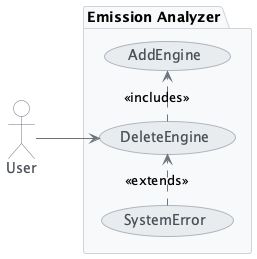 Emission Analyzer
AddEngine
«includes»
DeleteEngine
«extends»
User
SystemError